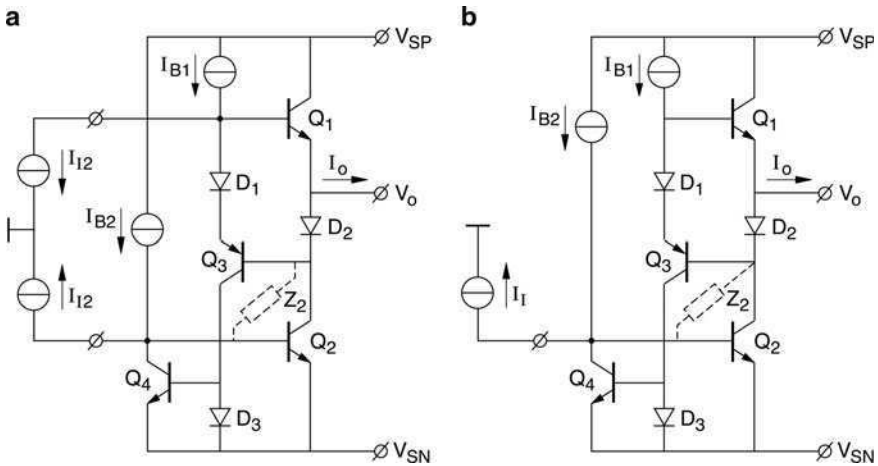 a
V_SP
I_B1
Q_1
I_I2
I_o
V_o
D_1
I_B2
D_2
Q_3
I_I2
Z_2
Q_2
Q_4
D_3
V_SN
b
V_SP
I_B1
I_B2
Q_1
I_o
V_o
D_1
D_2
Q_3
I_I
Z_2
Q_2
Q_4
D_3
V_SN